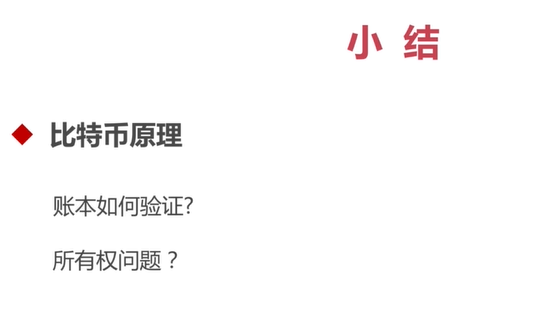 小 结
比特币原理
账本如何验证?
所有权问题？